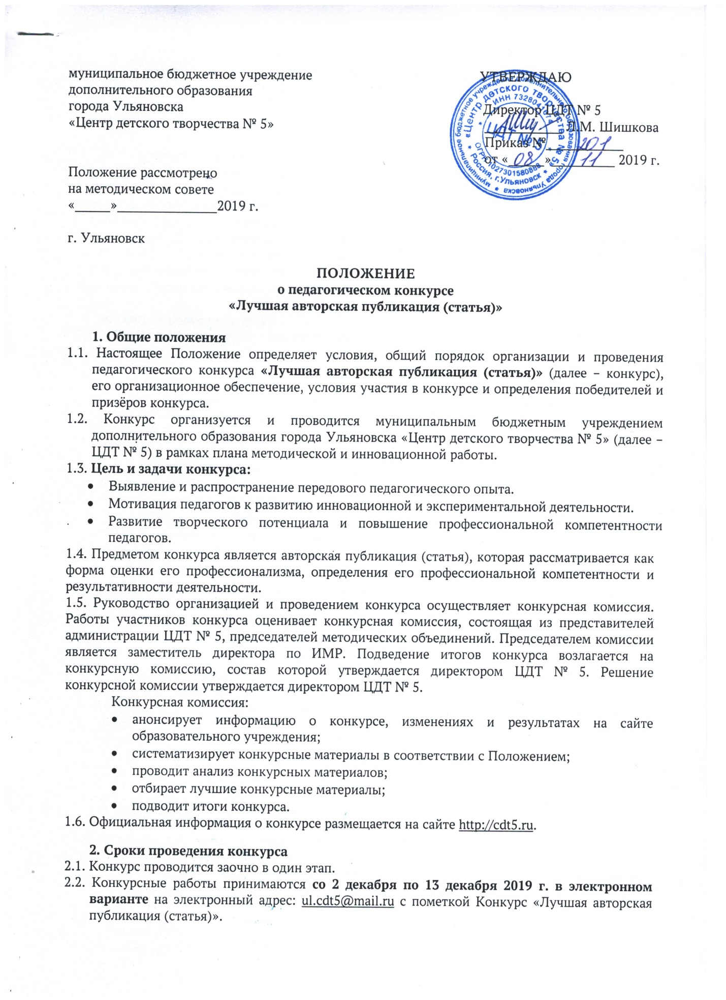 муниципальное бюджетное учреждение
дополнительного образования
города Ульяновска
«Центр детского творчества № 5»
УТВЕРЖДАЮ
Директор ЦДТ № 5
___________ Л.М. Шишкова
Приказ №____201____
от «_08_»____11____ 2019 г.
муниципальное бюджетное учреждение дополнительного образования города Ульяновска
«Центр детского творчества № 5»
Россия, г.Ульяновск
ОГРН 1027301580888
ЦДТ № 5
Положение рассмотрено
на методическом совете
«_____»______________2019 г.
г. Ульяновск
ПОЛОЖЕНИЕ
о педагогическом конкурсе
«Лучшая авторская публикация (статья)»
1. Общие положения
1.1. Настоящее Положение определяет условия, общий порядок организации и проведения
педагогического конкурса «Лучшая авторская публикация (статья)» (далее – конкурс),
его организационное обеспечение, условия участия в конкурсе и определения победителей и
призёров конкурса.
1.2. Конкурс организуется и проводится муниципальным бюджетным учреждением
дополнительного образования города Ульяновска «Центр детского творчества № 5» (далее –
ЦДТ № 5) в рамках плана методической и инновационной работы.
1.3. Цель и задачи конкурса:
• Выявление и распространение передового педагогического опыта.
• Мотивация педагогов к развитию инновационной и экспериментальной деятельности.
• Развитие творческого потенциала и повышение профессиональной компетентности
педагогов.
1.4. Предметом конкурса является авторская публикация (статья), которая рассматривается как
форма оценки его профессионализма, определения его профессиональной компетентности и
результативности деятельности.
1.5. Руководство организацией и проведением конкурса осуществляет конкурсная комиссия.
Работы участников конкурса оценивает конкурсная комиссия, состоящая из представителей
администрации ЦДТ № 5, председателей методических объединений. Председателем комиссии
является заместитель директора по ИМР. Подведение итогов конкурса возлагается на
конкурсную комиссию, состав которой утверждается директором ЦДТ № 5. Решение
конкурсной комиссии утверждается директором ЦДТ № 5.
Конкурсная комиссия:
• анонсирует информацию о конкурсе, изменениях и результатах на сайте
образовательного учреждения;
• систематизирует конкурсные материалы в соответствии с Положением;
• проводит анализ конкурсных материалов;
• отбирает лучшие конкурсные материалы;
• подводит итоги конкурса.
1.6. Официальная информация о конкурсе размещается на сайте http://cdt5.ru.
2. Сроки проведения конкурса
2.1. Конкурс проводится заочно в один этап.
2.2. Конкурсные работы принимаются со 2 декабря по 13 декабря 2019 г. в электронном
варианте на электронный адрес: ul.cdt5@mail.ru с пометкой Конкурс «Лучшая авторская
публикация (статья)».